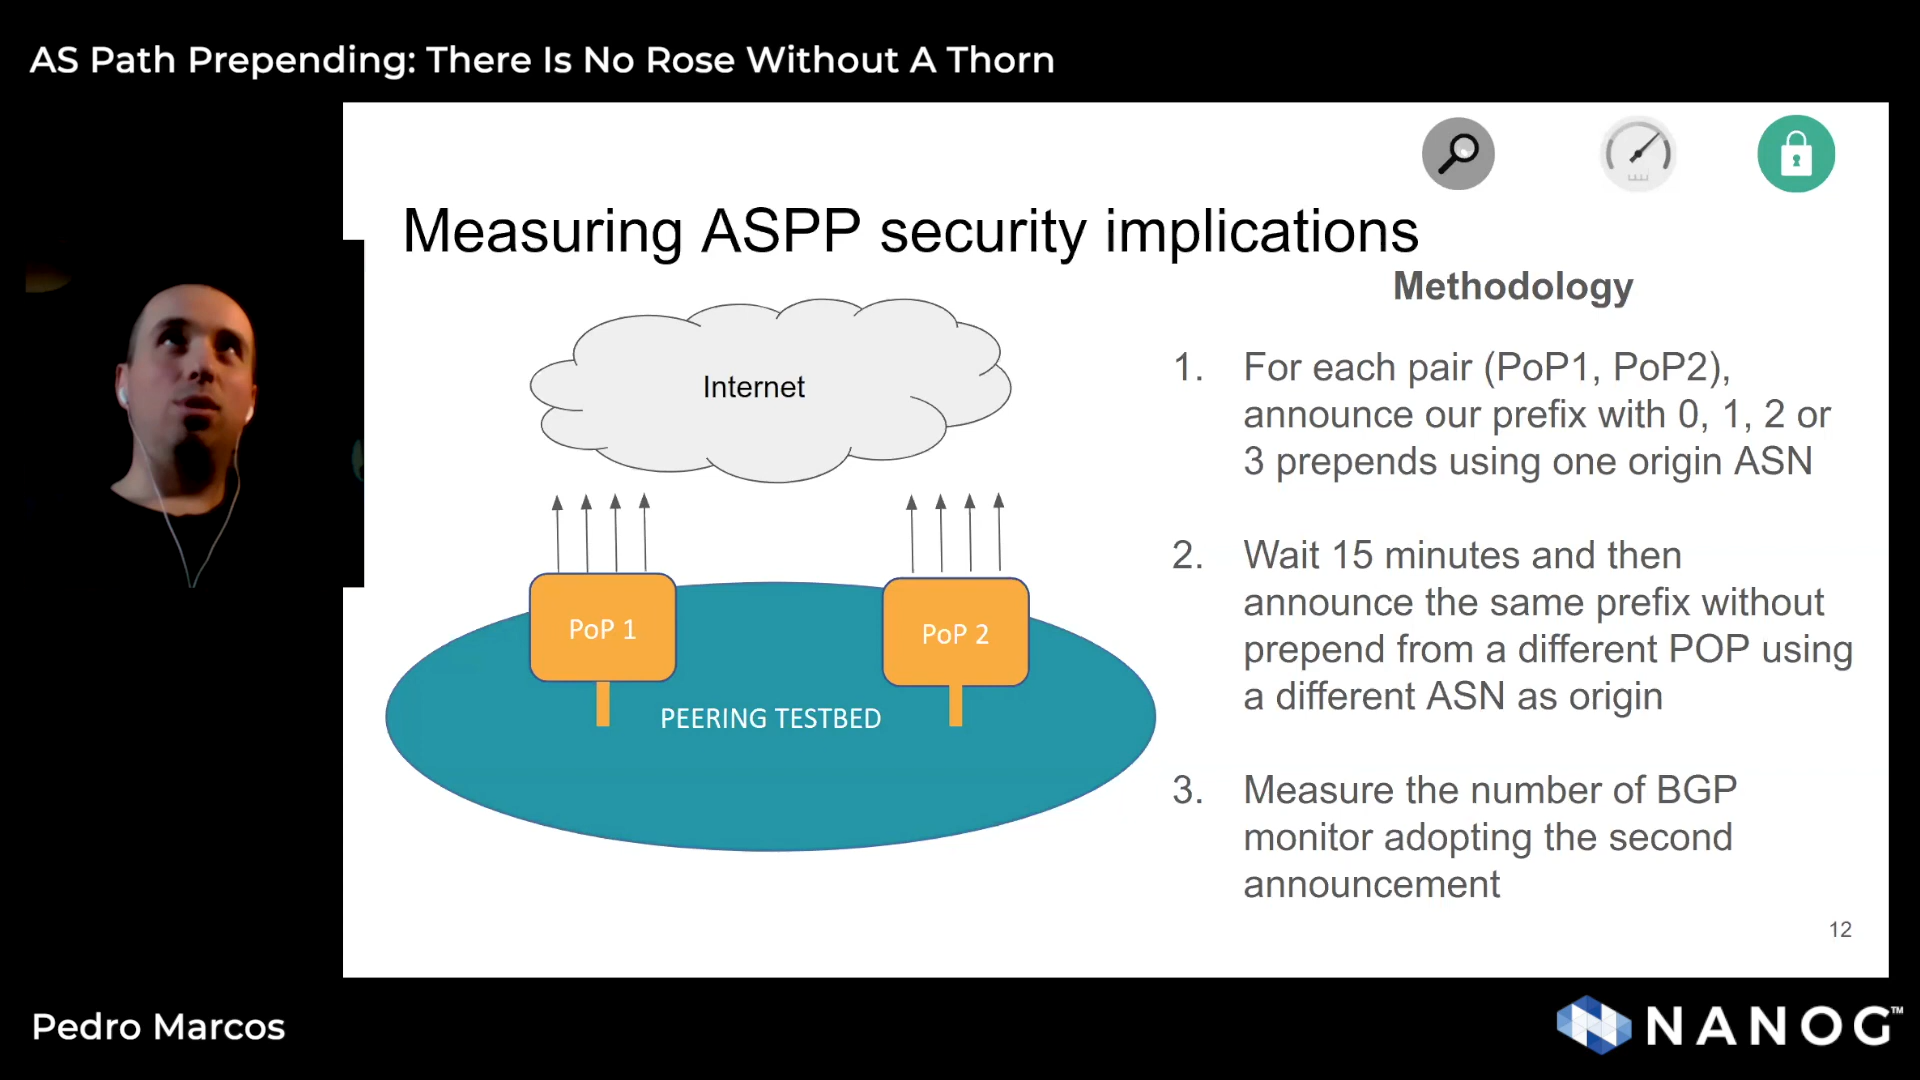 AS Path Prepending: There Is No Rose Without A Thorn
Measuring ASPP security implications
Methodology
Internet
PoP 1
PoP 2
PEERING TESTBED
1. For each pair (PoP1, PoP2),
announce our prefix with 0, 1, 2 or
3 prepends using one origin ASN
2. Wait 15 minutes and then
announce the same prefix without
prepend from a different POP using
a different ASN as origin
3. Measure the number of BGP
monitor adopting the second
announcement
12
Pedro Marcos
NANOG™